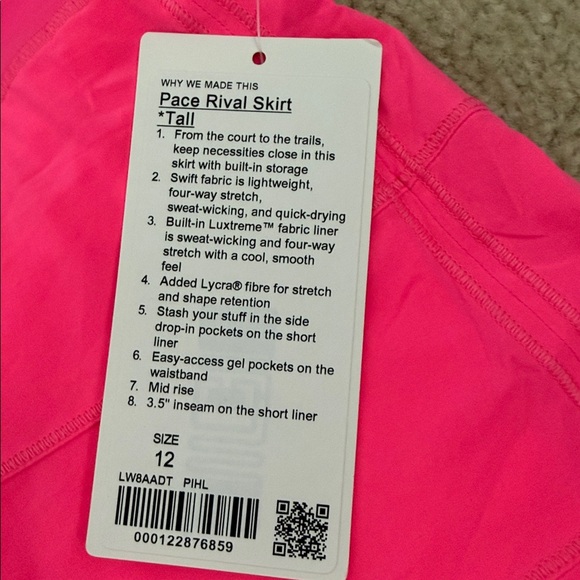 WHY WE MADE THIS
Pace Rival Skirt
*Tall
1. From the court to the trails,
keep necessities close in this
skirt with built-in storage
2. Swift fabric is lightweight,
four-way stretch,
sweat-wicking, and quick-drying
3. Built-in Luxtreme™ fabric liner
is sweat-wicking and four-way
stretch with a cool, smooth
feel
4. Added Lycra® fibre for stretch
and shape retention
5. Stash your stuff in the side
drop-in pockets on the short
liner
6. Easy-access gel pockets on the
waistband
7. Mid rise
8. 3.5" inseam on the short liner
SIZE
12
LW8AADT PIHL
000122876859